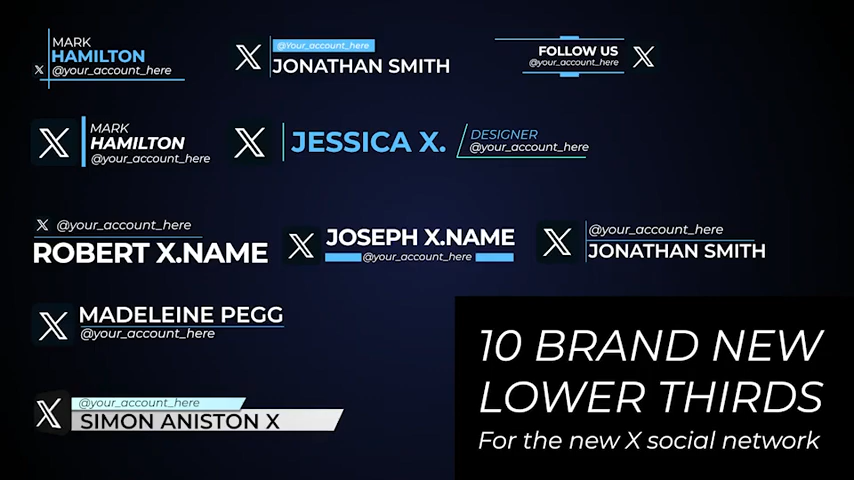 MARK
HAMILTON
@your_account_here
@Your_account_here
JONATHAN SMITH
FOLLOW US
@your_account_here
MARK
HAMILTON
@your_account_here
JESSICA X.
DESIGNER
@your_account_here
@your_account_here
ROBERT X.NAME
JOSEPH X.NAME
@your_account_here
@your_account_here
JONATHAN SMITH
MADELEINE PEGG
@your_account_here
@your_account_here
SIMON ANISTON X
10 BRAND NEW
LOWER THIRDS
For the new X social network